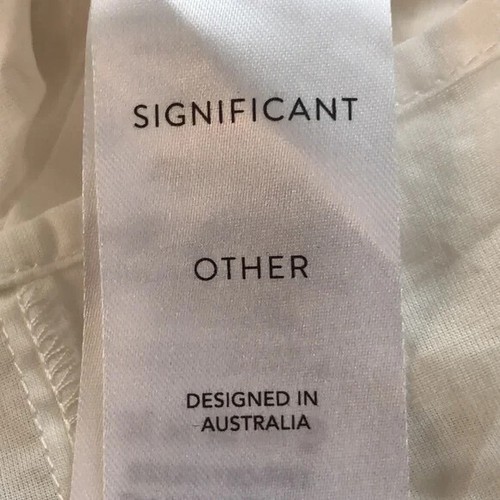 SIGNIFICANT
OTHER
DESIGNED IN
AUSTRALIA